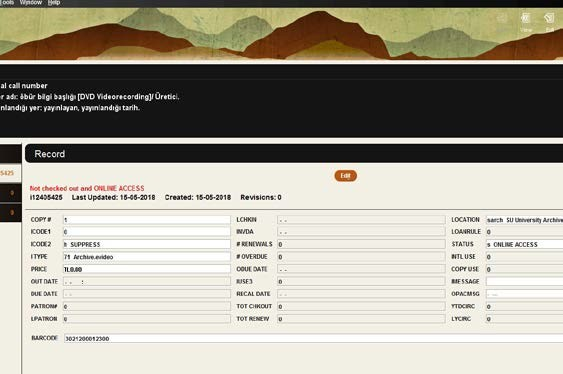 Tools Window Help
View Edit
al call number
r adı: öbür bilgi başlığı [DVD Videorecording]/ Üretici.
nlandığı yer: yayınlayan, yayınlandığı tarih.
5425
0
0
Record
Edit
Not checked out and ONLINE ACCESS
i12405425 Last Updated: 15-05-2018 Created: 15-05-2018 Revisions: 0
COPY # 1 LCHKIN - - LOCATION sarch SU University Archive
ICODE1 0 INVDA - - LOANRULE 0
ICODE2 h SUPPRESS # RENEWALS 0 STATUS s ONLINE ACCESS
I TYPE 71 Archive.evideo # OVERDUE 0 INTL USE 0
PRICE TL0.00 ODUE DATE - - COPY USE 0
OUT DATE - - : IUSE3 0 IMESSAGE
DUE DATE - - RECAL DATE - - OPACMSG - ...
PATRON# 0 TOT CHKOUT 0 YTDCIRC 0
LPATRON 0 TOT RENEW 0 LYCIRC 0
BARCODE 3021200012300